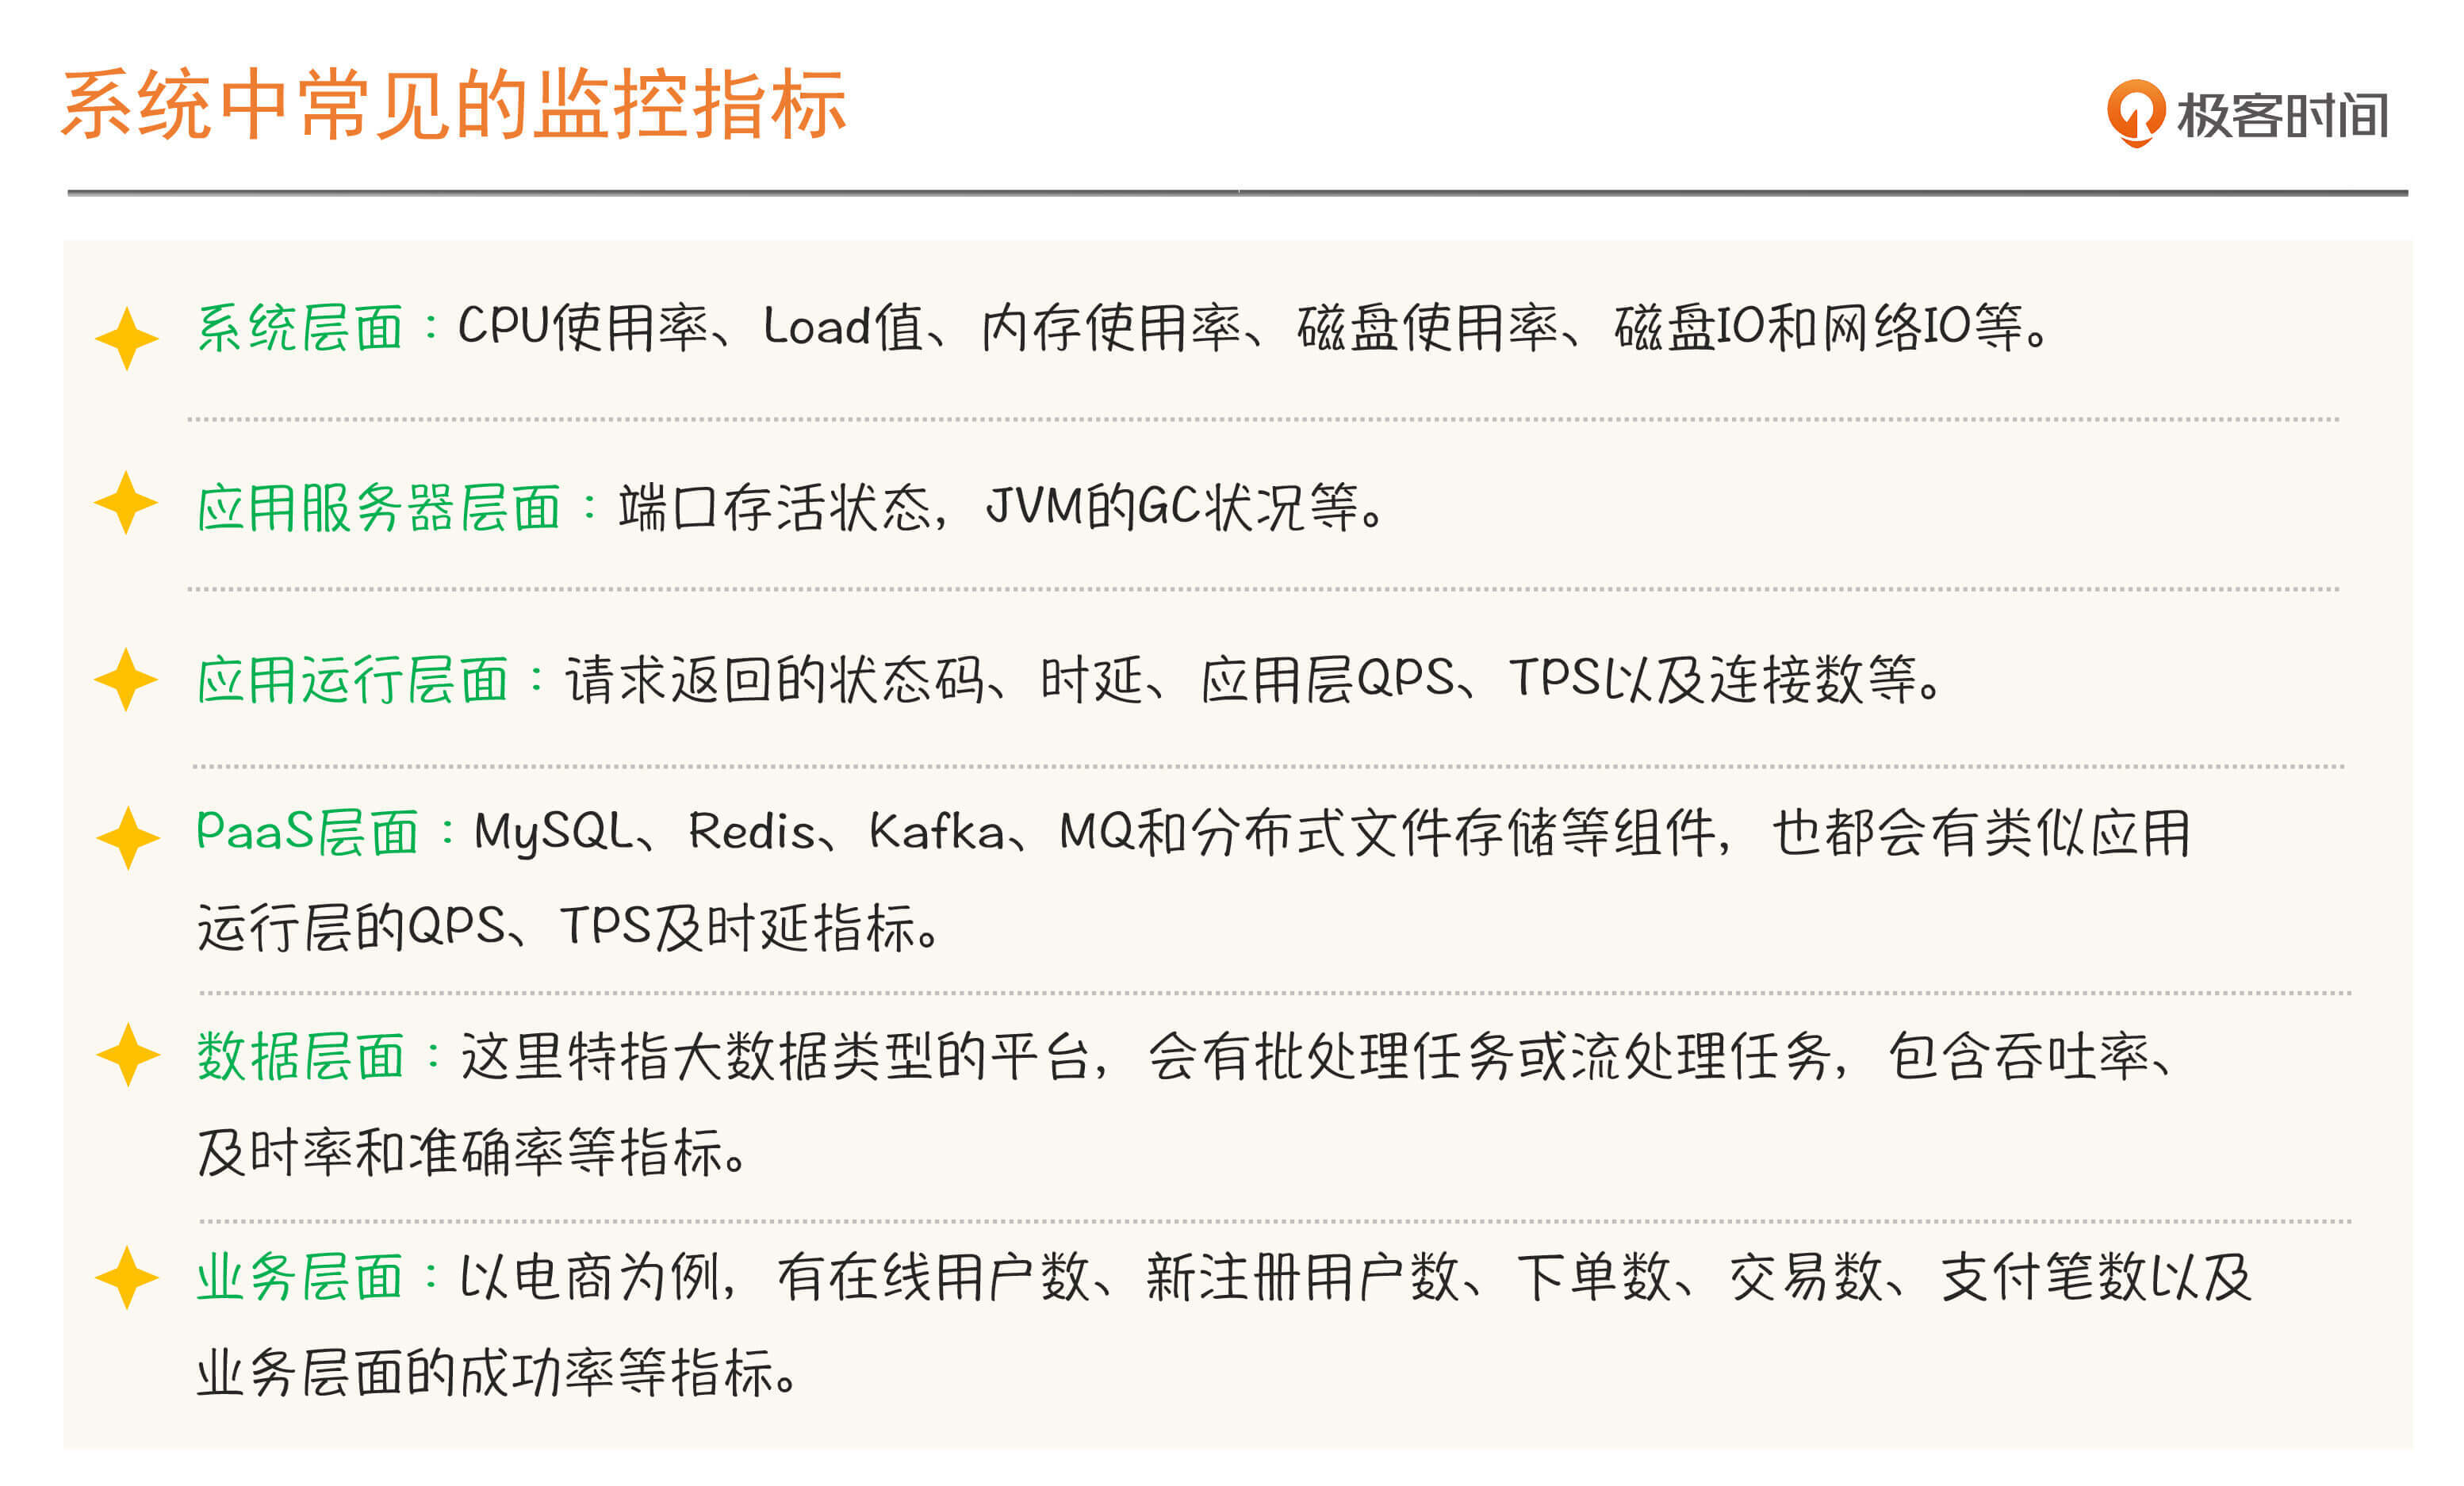 系统中常见的监控指标
极客时间
系统层面：CPU使用率、Load值、内存使用率、磁盘使用率、磁盘IO和网络IO等。
应用服务器层面：端口存活状态，JVM的GC状况等。
应用运行层面：请求返回的状态码、时延、应用层QPS、TPS以及连接数等。
PaaS层面：MySQL、Redis、Kafka、MQ和分布式文件存储等组件，也都会有类似应用
运行层的QPS、TPS及时延指标。
数据层面：这里特指大数据类型的平台，会有批处理任务或流处理任务，包含吞吐率、
及时率和准确率等指标。
业务层面：以电商为例，有在线用户数、新注册用户数、下单数、交易数、支付笔数以及
业务层面的成功率等指标。